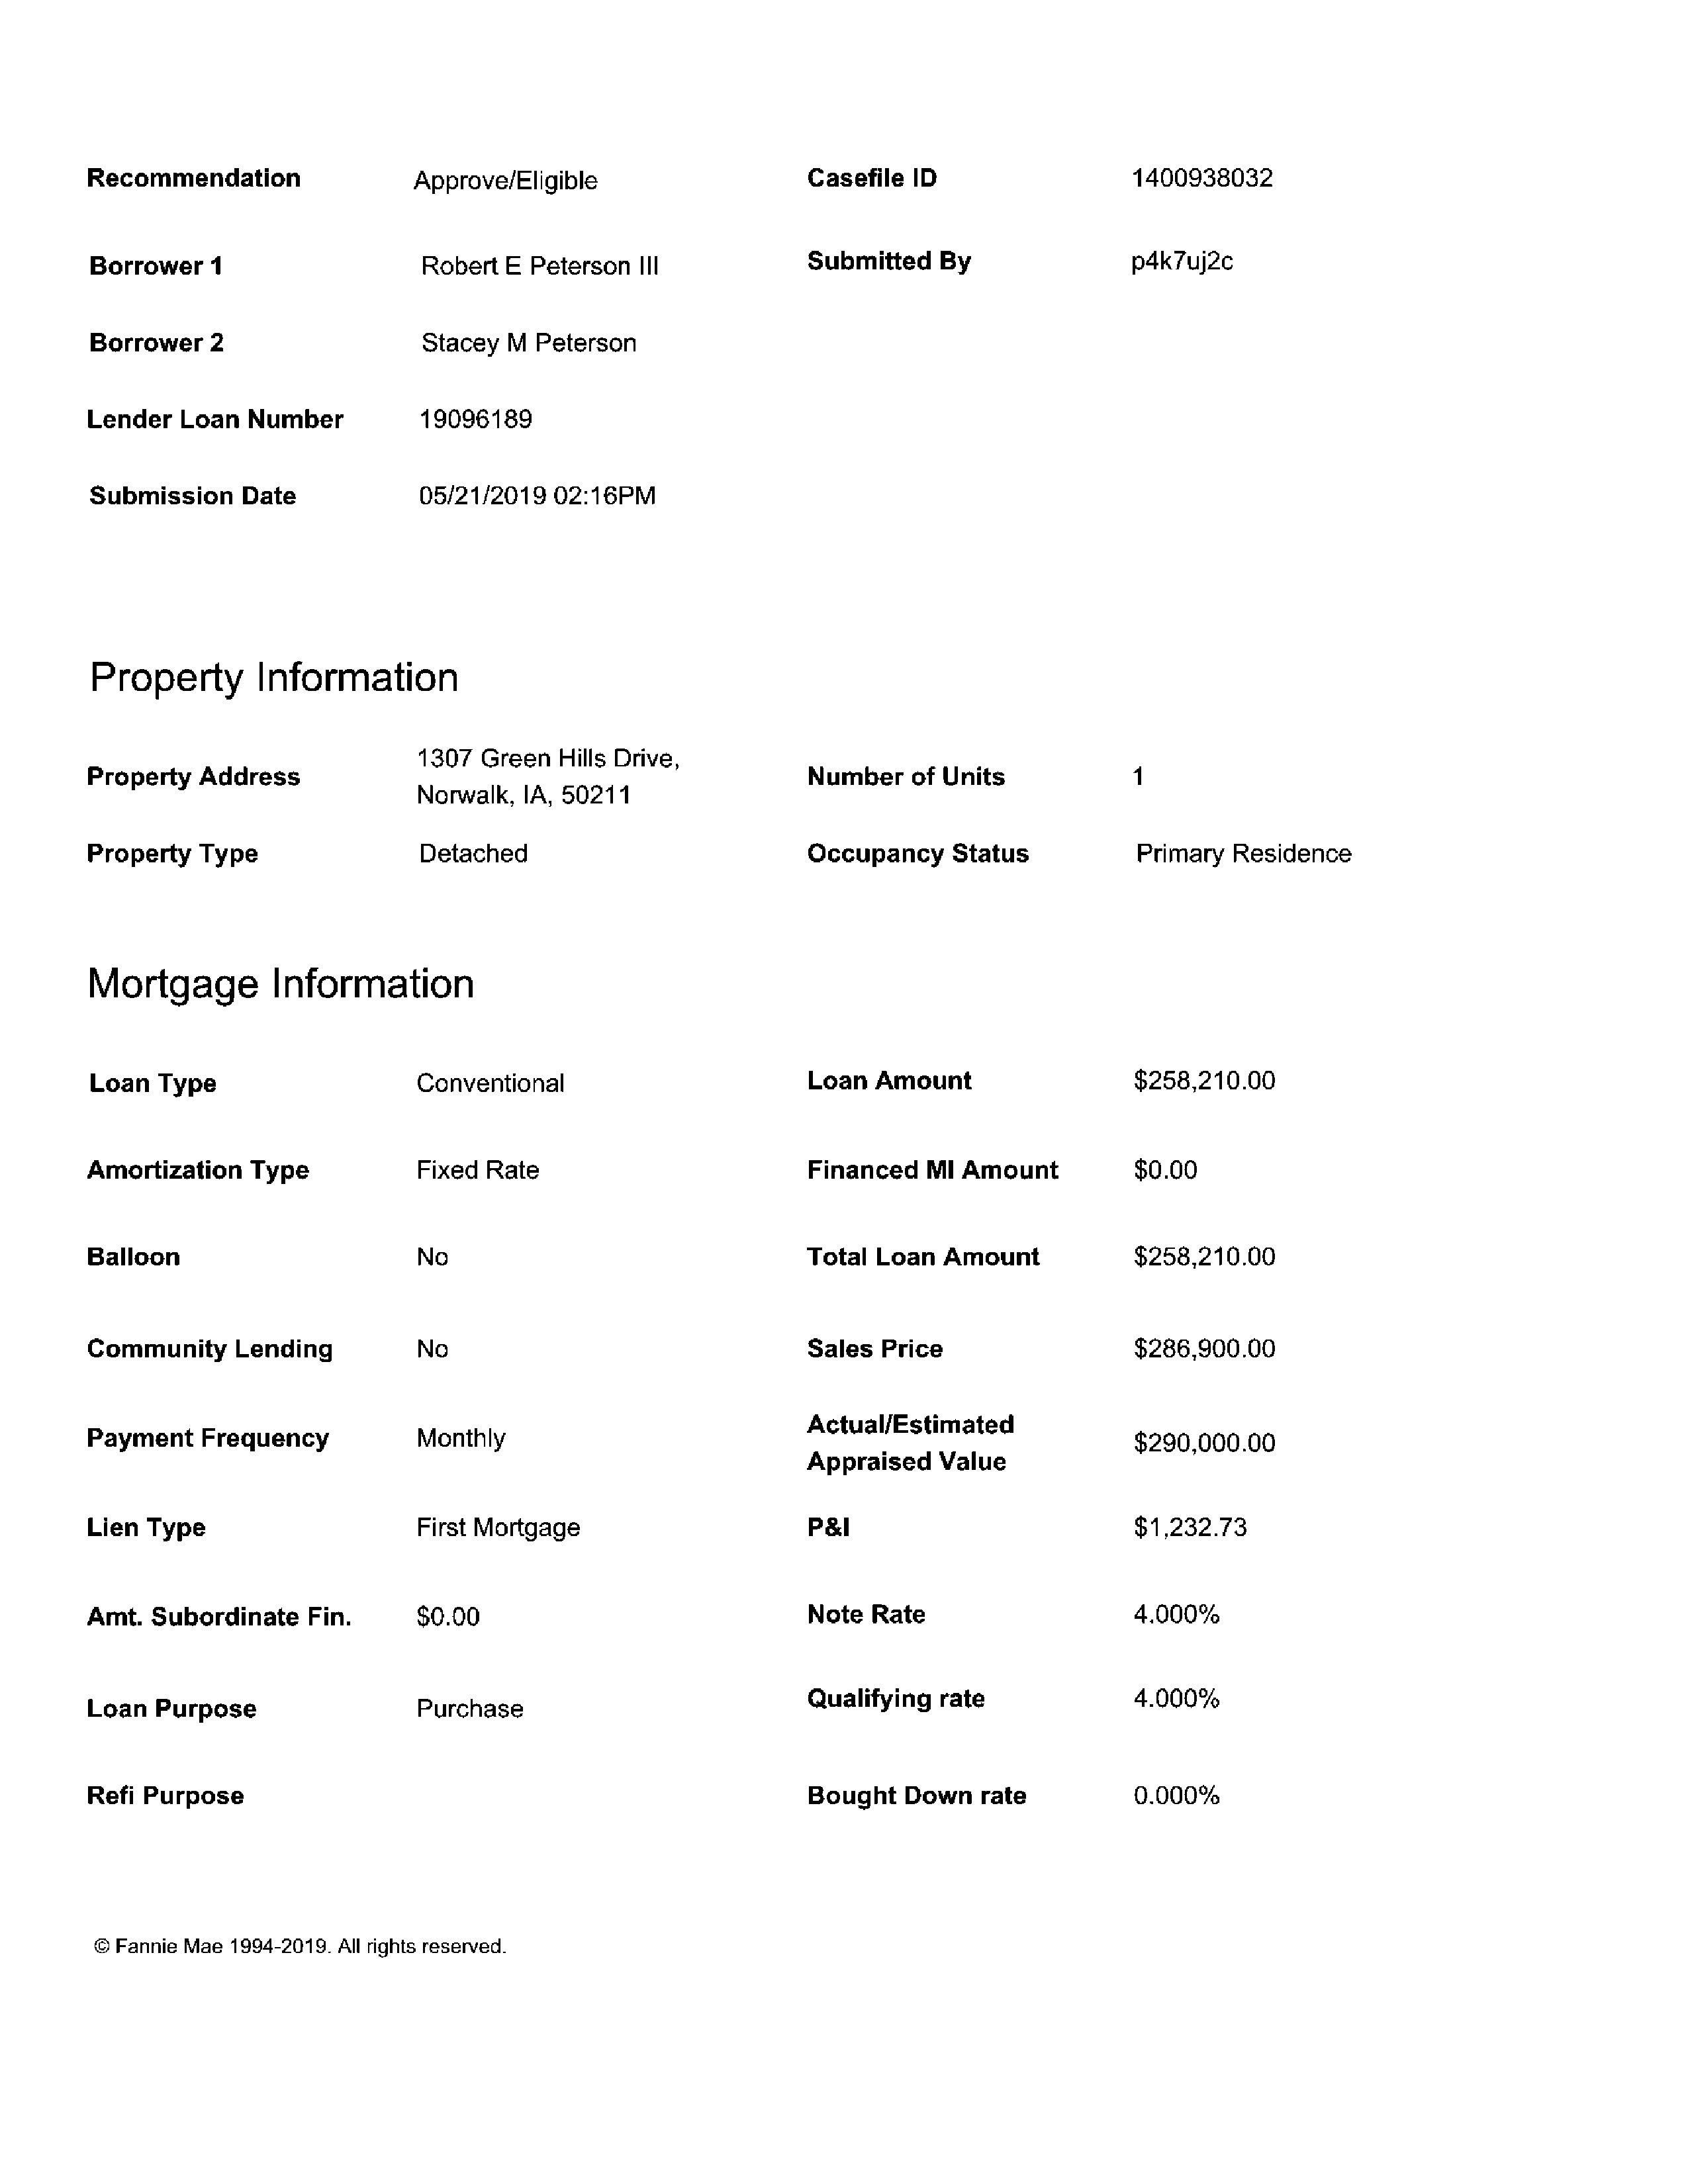 Recommendation Approve/Eligible Casefile ID 1400938032
Borrower 1 Robert E Peterson III Submitted By p4k7uj2c
Borrower 2 Stacey M Peterson
Lender Loan Number 19096189
Submission Date 05/21/2019 02:16PM
Property Information
Property Address 1307 Green Hills Drive, Number of Units 1
Norwalk, IA, 50211
Property Type Detached Occupancy Status Primary Residence
Mortgage Information
Loan Type Conventional Loan Amount $258,210.00
Amortization Type Fixed Rate Financed MI Amount $0.00
Balloon No Total Loan Amount $258,210.00
Community Lending No Sales Price $286,900.00
Payment Frequency Monthly Actual/Estimated $290,000.00
Appraised Value
Lien Type First Mortgage P&I $1,232.73
Amt. Subordinate Fin. $0.00 Note Rate 4.000%
Loan Purpose Purchase Qualifying rate 4.000%
Refi Purpose Bought Down rate 0.000%
© Fannie Mae 1994-2019. All rights reserved.